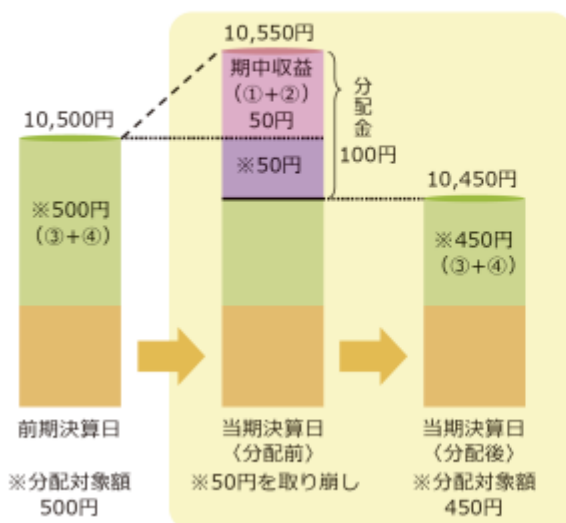 10,550円
期中収益
(①+②)
50円
分配金
100円
10,500円
※50円
10,450円
※500円
(③+④)
※450円
(③+④)
前期決算日
当期決算日
〈分配前〉
当期決算日
〈分配後〉
※分配対象額
500円
※50円を取り崩し
※分配対象額
450円